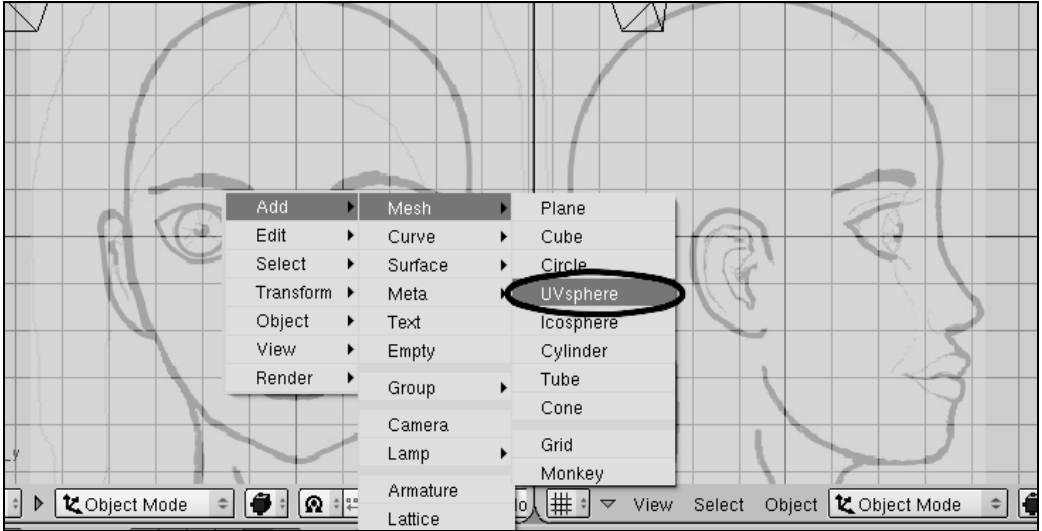 Add
Edit
Select
Transform
Object
View
Render
Mesh
Curve
Surface
Meta
Text
Empty
Group
Camera
Lamp
Armature
Lattice
Plane
Cube
Circle
UVsphere
Icosphere
Cylinder
Tube
Cone
Grid
Monkey
y
Object Mode
lo
View Select Object Object Mode